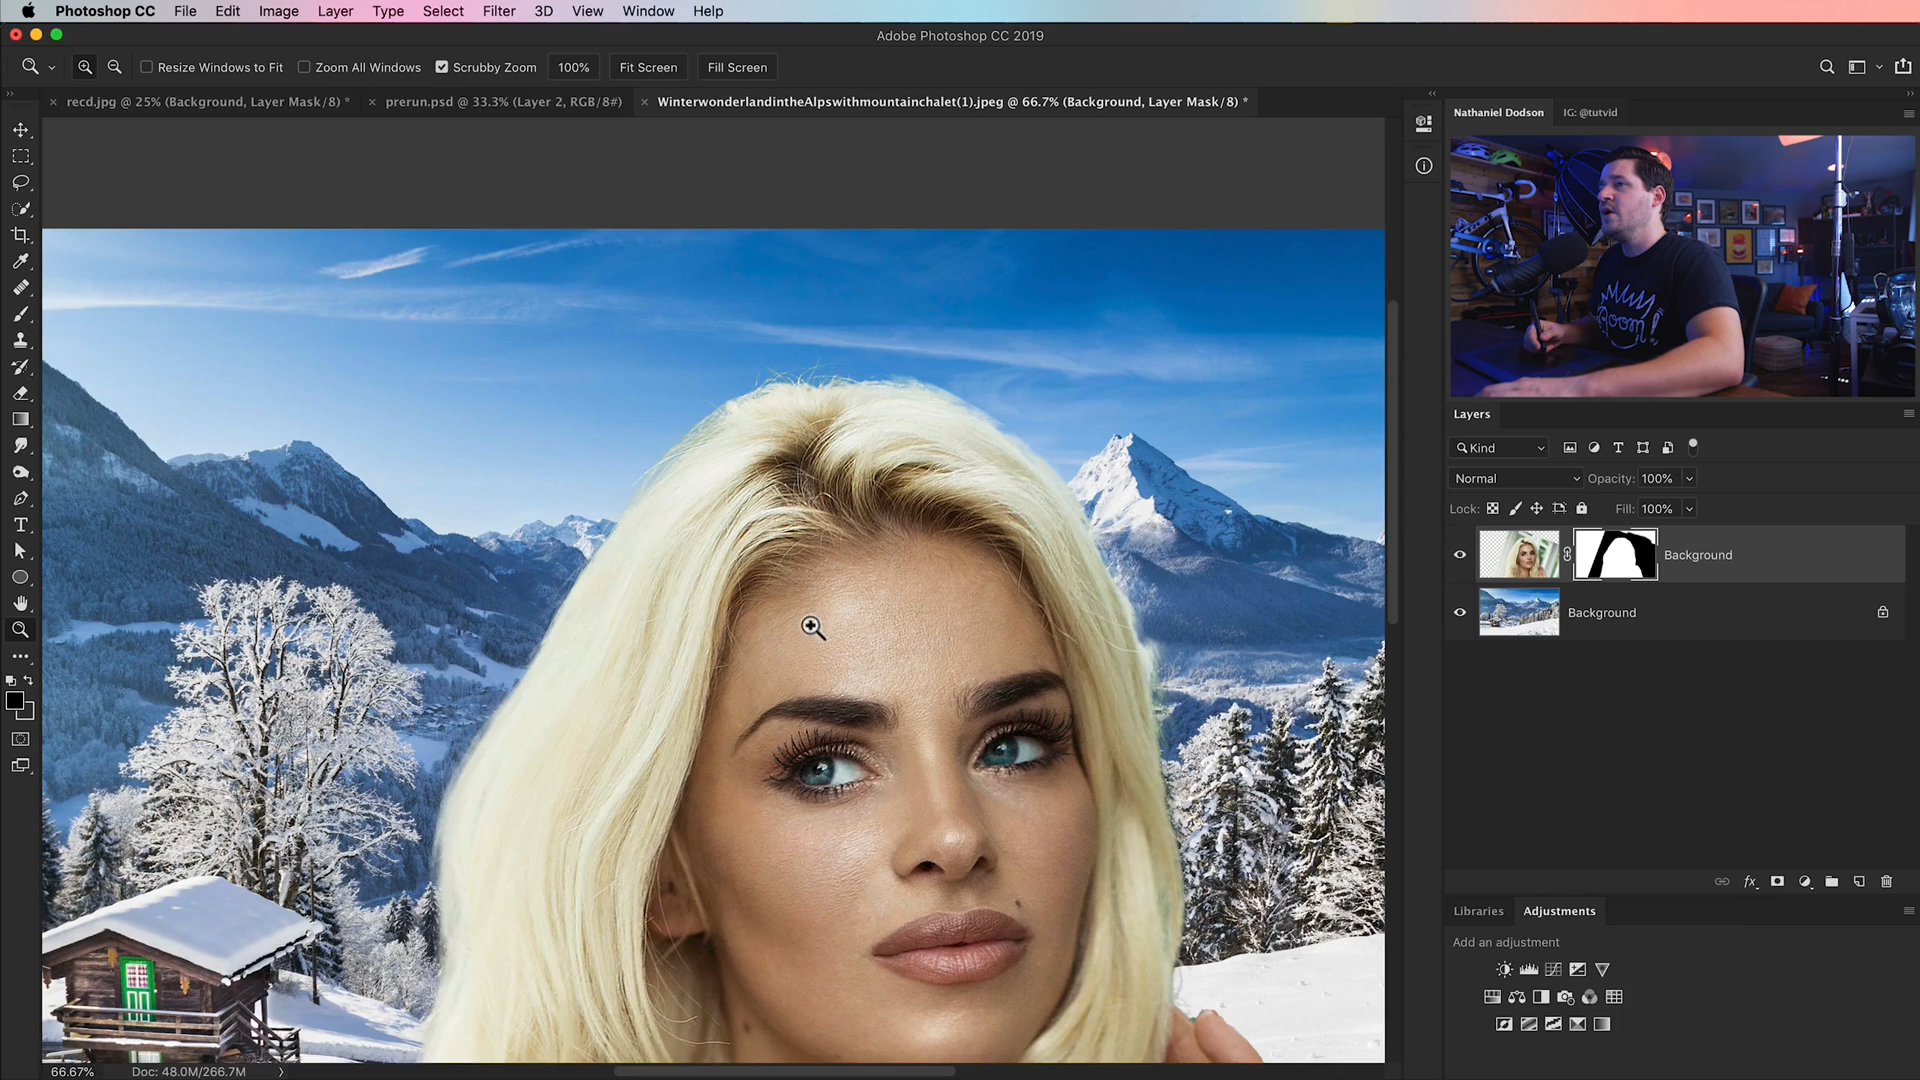 Photoshop CC File Edit Image Layer Type Select Filter 3D View Window Help
Adobe Photoshop CC 2019
Resize Windows to Fit Zoom All Windows Scrubby Zoom 100% Fit Screen Fill Screen
recd.jpg @ 25% (Background, Layer Mask/8) * prerun.psd @ 33.3% (Layer 2, RGB/8#) WinterwonderlandintheAlpswithmountainchalet(1).jpeg @ 66.7% (Background, Layer Mask/8) *
Nathaniel Dodson IG: @tutvid
Room!
Layers
Kind
Normal Opacity: 100%
Lock: Fill: 100%
Background
Background
Libraries Adjustments
Add an adjustment
66.67% Doc: 48.0M/266.7M